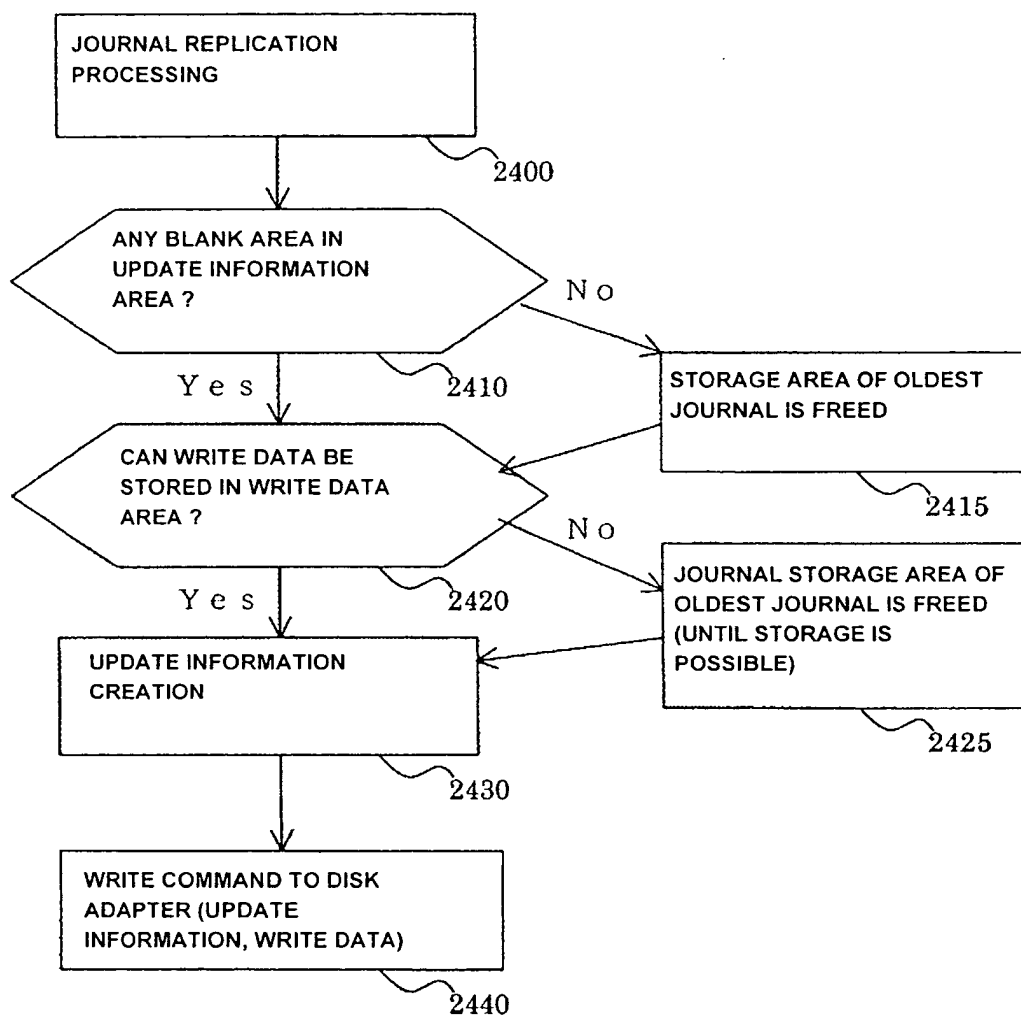 JOURNAL REPLICATION
PROCESSING
2400
ANY BLANK AREA IN
UPDATE INFORMATION
AREA ?
No
Yes
2410
STORAGE AREA OF OLDEST
JOURNAL IS FREED
2415
CAN WRITE DATA BE
STORED IN WRITE DATA
AREA ?
No
Yes
2420
JOURNAL STORAGE AREA OF
OLDEST JOURNAL IS FREED
(UNTIL STORAGE IS
POSSIBLE)
2425
UPDATE INFORMATION
CREATION
2430
WRITE COMMAND TO DISK
ADAPTER (UPDATE
INFORMATION, WRITE DATA)
2440